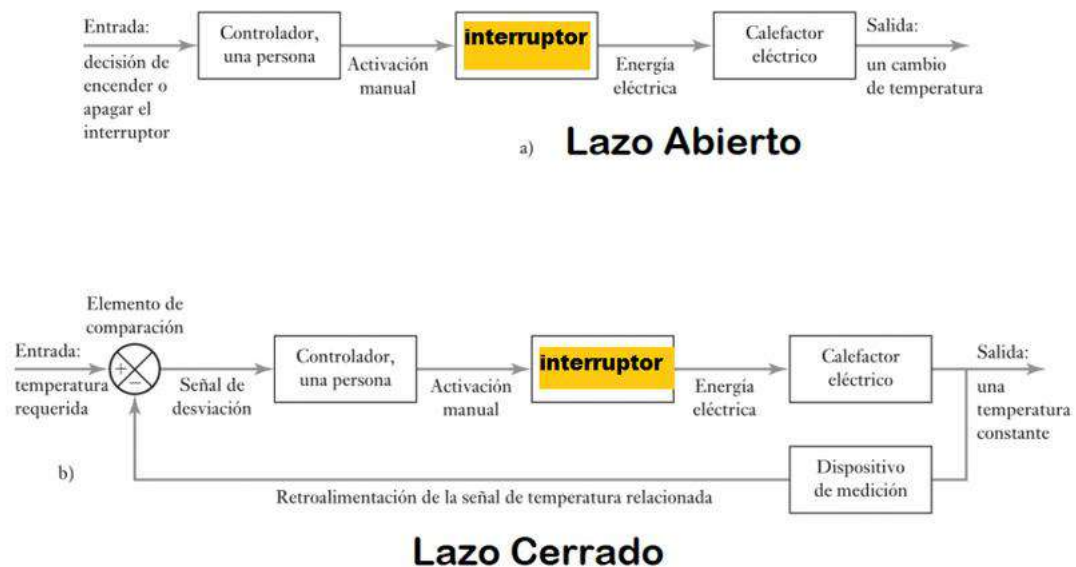 Entrada:
decisión de
encender o
apagar el
interruptor
Controlador,
una persona
Activación
manual
interruptor
Energía
eléctrica
Calefactor
eléctrico
Salida:
un cambio
de temperatura
a)
Lazo Abierto
Elemento de
comparación
Entrada:
temperatura
requerida
+
−
Señal de
desviación
Controlador,
una persona
Activación
manual
interruptor
Energía
eléctrica
Calefactor
eléctrico
Salida:
una
temperatura
constante
Dispositivo
de medición
b)
Retroalimentación de la señal de temperatura relacionada
Lazo Cerrado